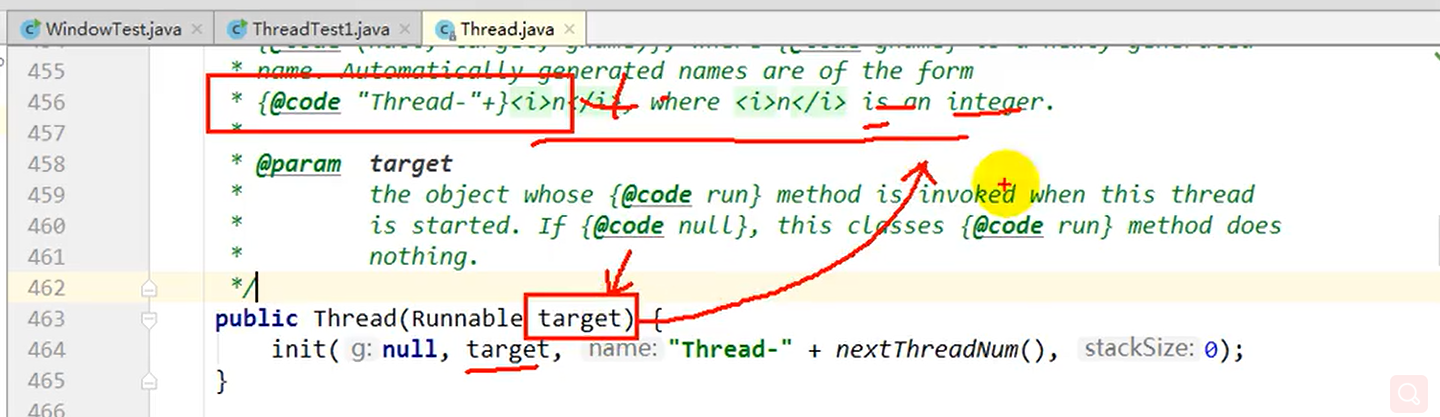 WindowTest.java × ThreadTest1.java × Thread.java ×
455 * name. Automatically generated names are of the form
456 * {@code "Thread-"+}<i>n</i>, where <i>n</i> is an integer.
457 *
458 * @param target
459 * the object whose {@code run} method is invoked when this thread
460 * is started. If {@code null}, this classes {@code run} method does
461 * nothing.
462 */
463 public Thread(Runnable target) {
464 init( g: null, target, name: "Thread-" + nextThreadNum(), stackSize: 0);
465 }
466